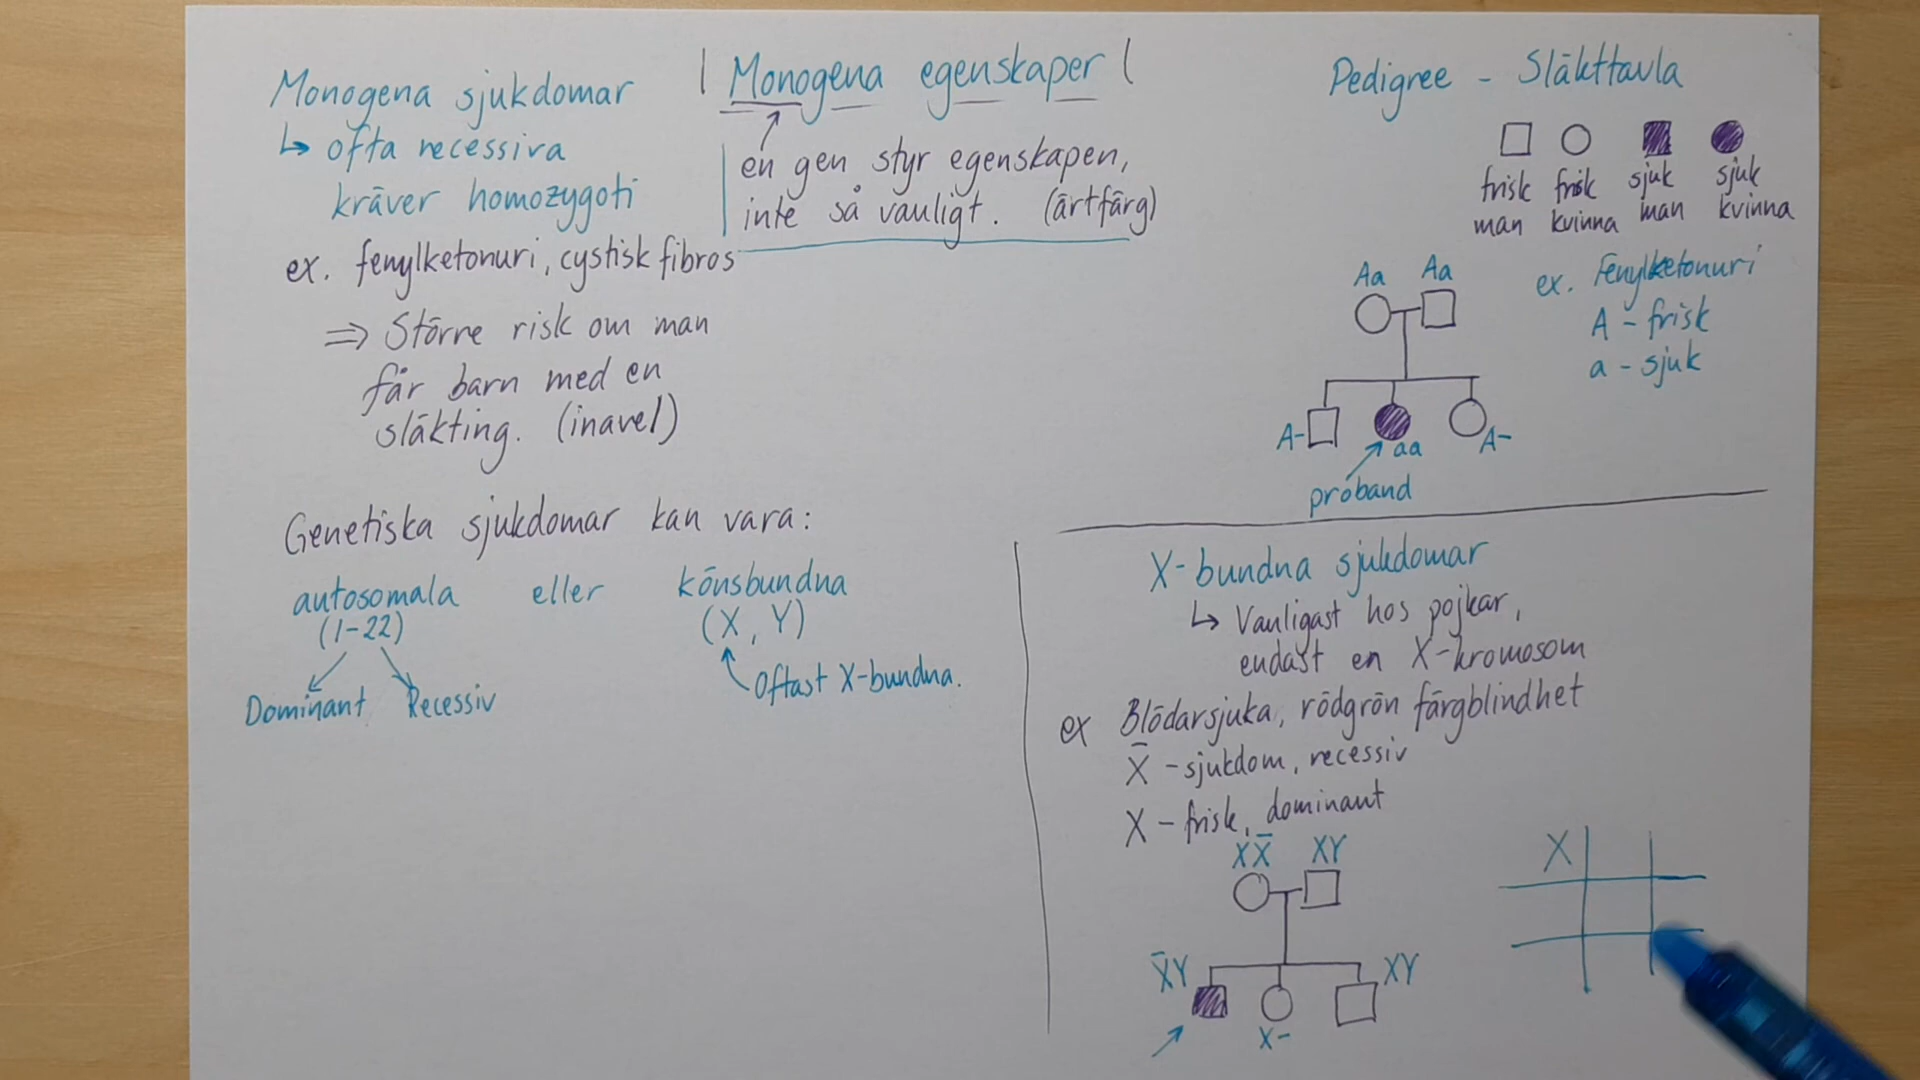 Monogena sjukdomar
↳ ofta recessiva
kräver homozygoti
ex. fenylketonuri, cystisk fibros
⇒ Större risk om man
får barn med en
släkting. (inavel)
Monogena egenskaper
en gen styr egenskapen,
inte så vanligt. (ärtfärg)
Genetiska sjukdomar kan vara:
autosomala eller könsbundna
(1-22) (X, Y)
Dominant Recessiv
Oftast X-bundna.
Pedigree - Släkttavla
frisk man
frisk kvinna
sjuk man
sjuk kvinna
ex. Fenylketonuri
A - frisk
a - sjuk
Aa Aa
A- aa A-
proband
X-bundna sjukdomar
↳ Vanligast hos pojkar,
endast en X-kromosom
ex Blödarsjuka, rödgrön färgblindhet
X̄ - sjukdom, recessiv
X - frisk, dominant
XX̄ XY
X̄Y XY
X-
X